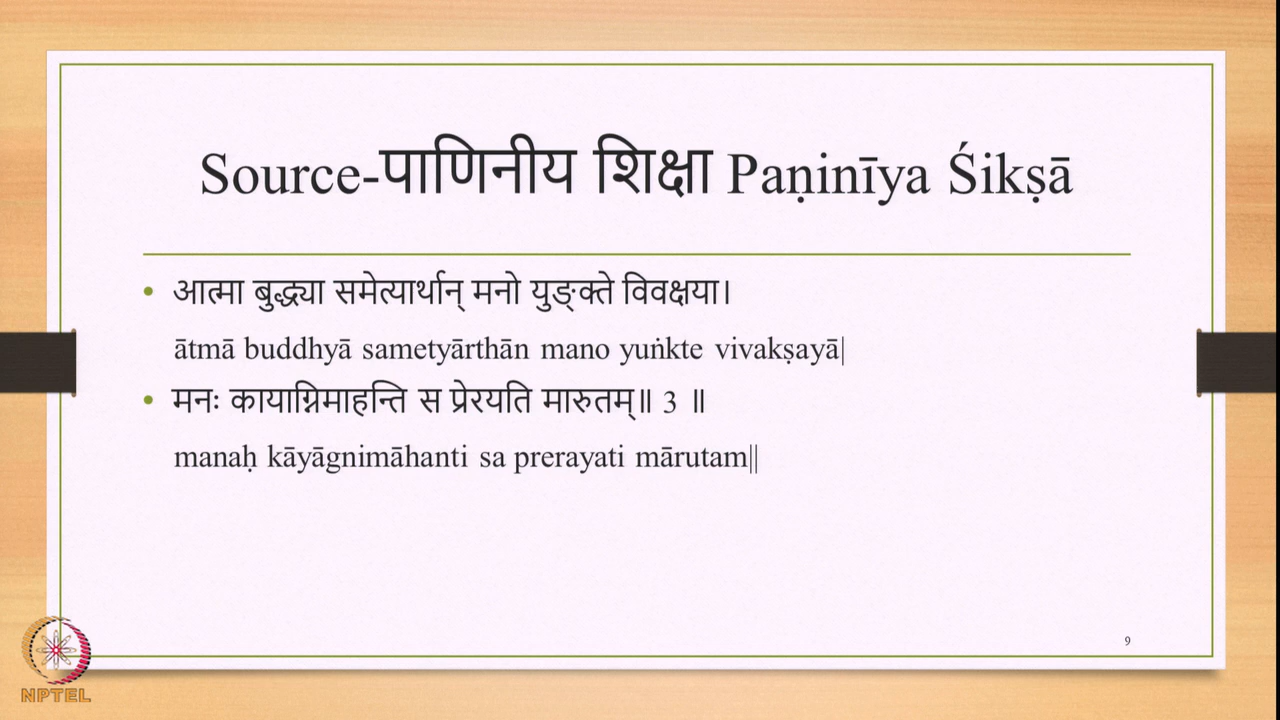 Source-पाणिनीय शिक्षा Paṇinīya Śikṣā
• आत्मा बुद्ध्या समेत्यार्थान् मनो युङ्क्ते विवक्षया।
ātmā buddhyā sametyārthān mano yuṅkte vivakṣayā|
• मनः कायाग्निमाहन्ति स प्रेरयति मारुतम्॥ 3 ॥
manaḥ kāyāgnimāhanti sa prerayati mārutam||
9
NPTEL